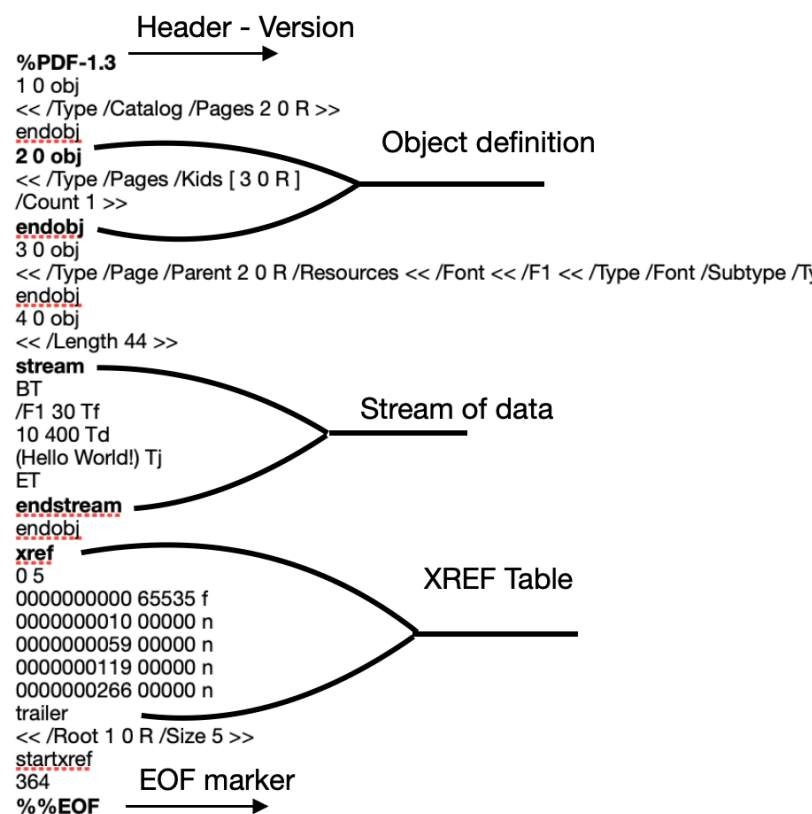 Header - Version
%PDF-1.3
1 0 obj
<< /Type /Catalog /Pages 2 0 R >>
endobj
Object definition
2 0 obj
<< /Type /Pages /Kids [ 3 0 R ]
/Count 1 >>
endobj
3 0 obj
<< /Type /Page /Parent 2 0 R /Resources << /Font << /F1 << /Type /Font /Subtype
endobj
4 0 obj
<< /Length 44 >>
stream
BT
/F1 30 Tf
Stream of data
10 400 Td
(Hello World!) Tj
ET
endstream
endobj
xref
0 5
XREF Table
0000000000 65535 f
0000000010 00000 n
0000000059 00000 n
0000000119 00000 n
0000000266 00000 n
trailer
<< /Root 1 0 R /Size 5 >>
startxref
364
EOF marker
%%EOF